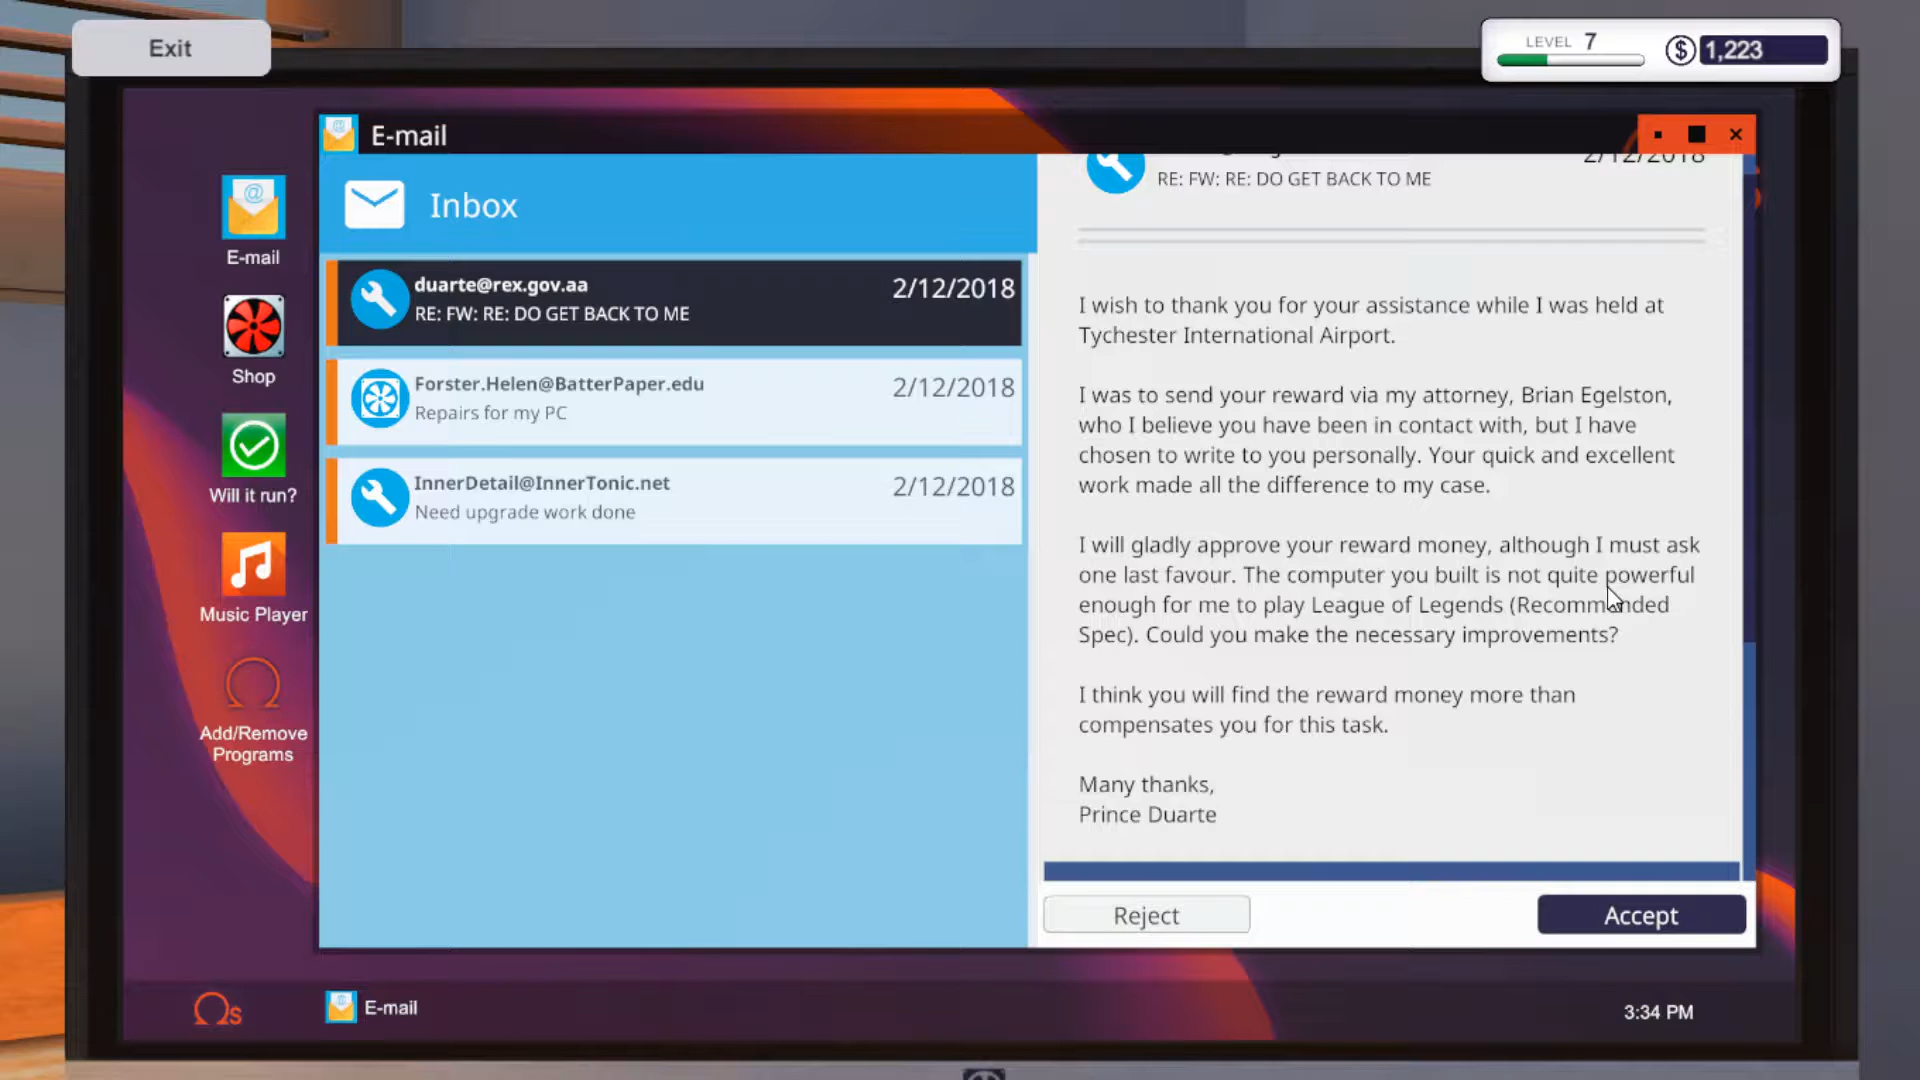 Exit
LEVEL 7
$ 1,223
E-mail
Inbox
2/12/2018
RE: FW: RE: DO GET BACK TO ME
E-mail
Shop
Will it run?
Music Player
Add/Remove
Programs
duarte@rex.gov.aa
2/12/2018
RE: FW: RE: DO GET BACK TO ME
Forster.Helen@BatterPaper.edu
2/12/2018
Repairs for my PC
InnerDetail@InnerTonic.net
2/12/2018
Need upgrade work done
I wish to thank you for your assistance while I was held at
Tychester International Airport.
I was to send your reward via my attorney, Brian Egelston,
who I believe you have been in contact with, but I have
chosen to write to you personally. Your quick and excellent
work made all the difference to my case.
I will gladly approve your reward money, although I must ask
one last favour. The computer you built is not quite powerful
enough for me to play League of Legends (Recommended
Spec). Could you make the necessary improvements?
I think you will find the reward money more than
compensates you for this task.
Many thanks,
Prince Duarte
Reject
Accept
Ωs
E-mail
3:34 PM